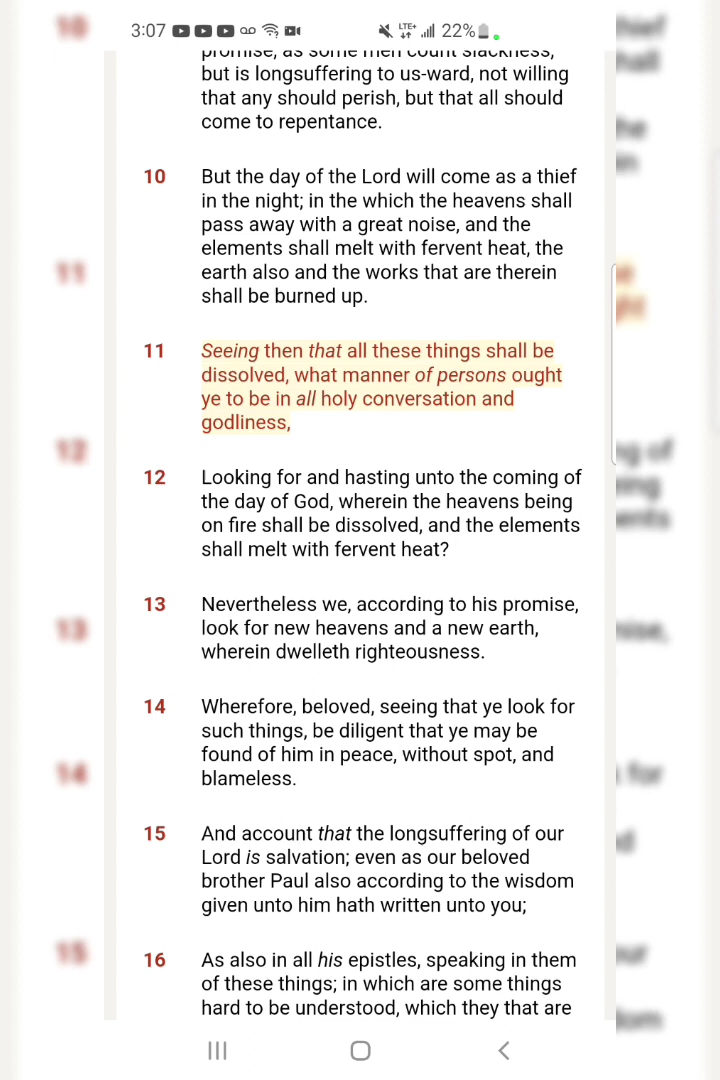 3:07 LTE+ 22%
promise, as some men count slackness,
but is longsuffering to us-ward, not willing
that any should perish, but that all should
come to repentance.
10 But the day of the Lord will come as a thief
in the night; in the which the heavens shall
pass away with a great noise, and the
elements shall melt with fervent heat, the
earth also and the works that are therein
shall be burned up.
11 Seeing then that all these things shall be
dissolved, what manner of persons ought
ye to be in all holy conversation and
godliness,
12 Looking for and hasting unto the coming of
the day of God, wherein the heavens being
on fire shall be dissolved, and the elements
shall melt with fervent heat?
13 Nevertheless we, according to his promise,
look for new heavens and a new earth,
wherein dwelleth righteousness.
14 Wherefore, beloved, seeing that ye look for
such things, be diligent that ye may be
found of him in peace, without spot, and
blameless.
15 And account that the longsuffering of our
Lord is salvation; even as our beloved
brother Paul also according to the wisdom
given unto him hath written unto you;
16 As also in all his epistles, speaking in them
of these things; in which are some things
hard to be understood, which they that are